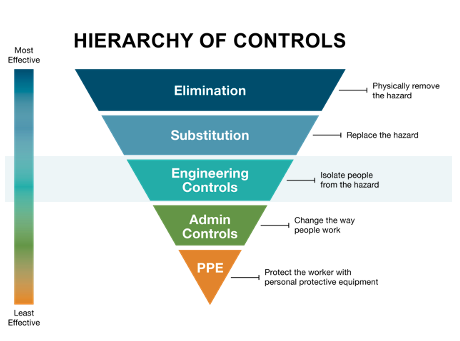 HIERARCHY OF CONTROLS
Most
Effective
Elimination
Physically remove
the hazard
Substitution
Replace the hazard
Engineering
Controls
Isolate people
from the hazard
Admin
Controls
Change the way
people work
PPE
Protect the worker with
personal protective equipment
Least
Effective